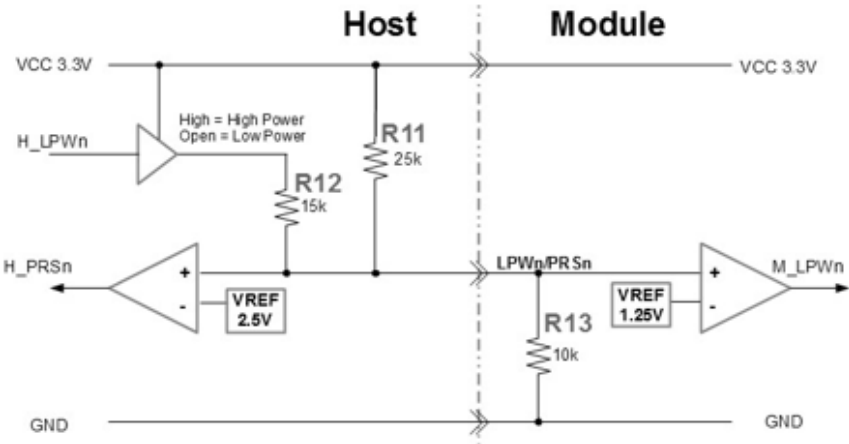 Host
Module
VCC 3.3V
VCC 3.3V
High = High Power
Open = Low Power
H_LPWn
R11
25k
R12
15k
H_PRSn
+
-
VREF
2.5V
LPWn/PRSn
VREF
1.25V
+
-
M_LPWn
R13
10k
GND
GND